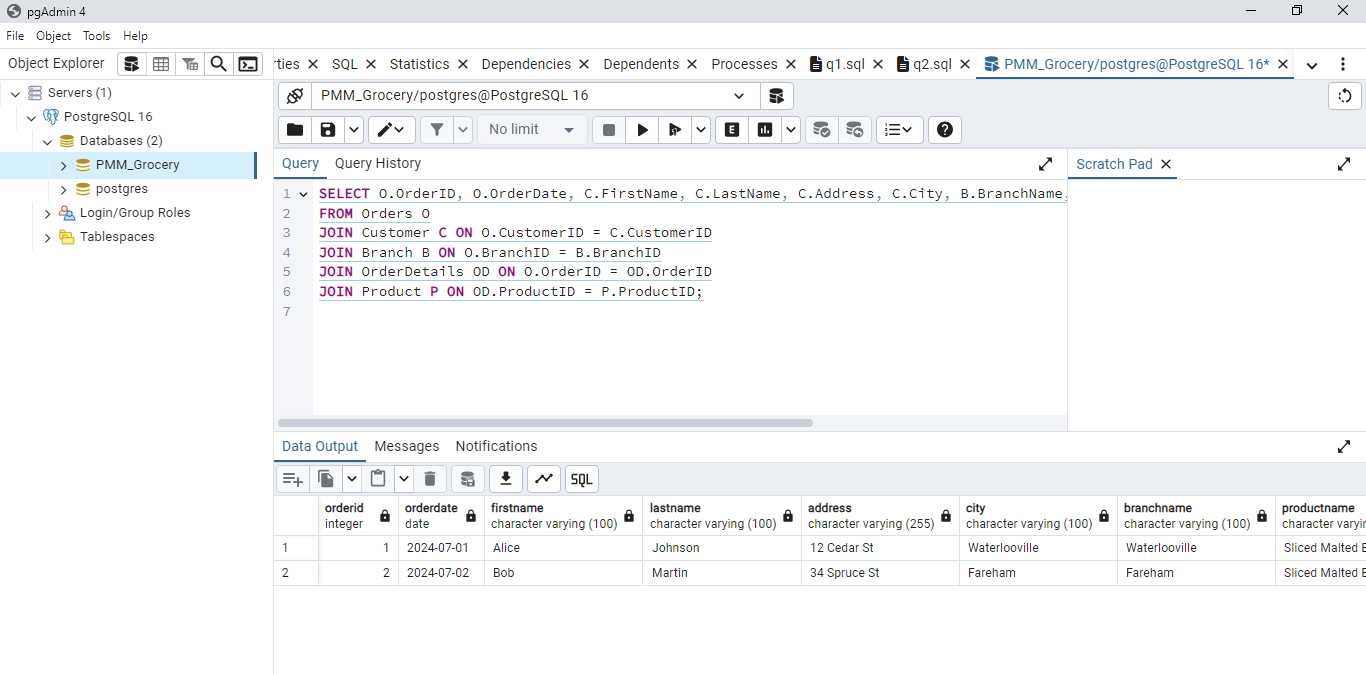 pgAdmin 4
File Object Tools Help
Object Explorer
rties SQL Statistics Dependencies Dependents Processes q1.sql q2.sql PMM_Grocery/postgres@PostgreSQL 16*
Servers (1)
PostgreSQL 16
Databases (2)
PMM_Grocery
postgres
Login/Group Roles
Tablespaces
PMM_Grocery/postgres@PostgreSQL 16
No limit
E
Query Query History
Scratch Pad
1 SELECT O.OrderID, O.OrderDate, C.FirstName, C.LastName, C.Address, C.City, B.BranchName,
2 FROM Orders O
3 JOIN Customer C ON O.CustomerID = C.CustomerID
4 JOIN Branch B ON O.BranchID = B.BranchID
5 JOIN OrderDetails OD ON O.OrderID = OD.OrderID
6 JOIN Product P ON OD.ProductID = P.ProductID;
7
Data Output Messages Notifications
SQL
orderid orderdate firstname lastname address city branchname productname
integer date character varying (100) character varying (100) character varying (255) character varying (100) character varying (100) character varyin
1 1 2024-07-01 Alice Johnson 12 Cedar St Waterlooville Waterlooville Sliced Malted B
2 2 2024-07-02 Bob Martin 34 Spruce St Fareham Fareham Sliced Malted B